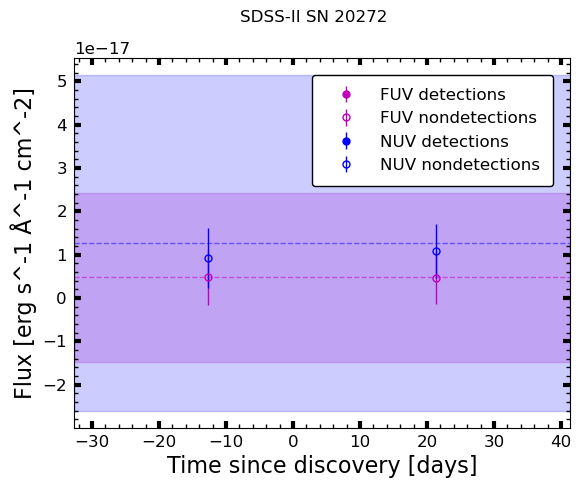 SDSS-II SN 20272
1e−17
FUV detections
FUV nondetections
NUV detections
NUV nondetections
5
4
3
2
1
0
−1
−2
Flux [erg s^-1 Å^-1 cm^-2]
−30 −20 −10 0 10 20 30 40
Time since discovery [days]